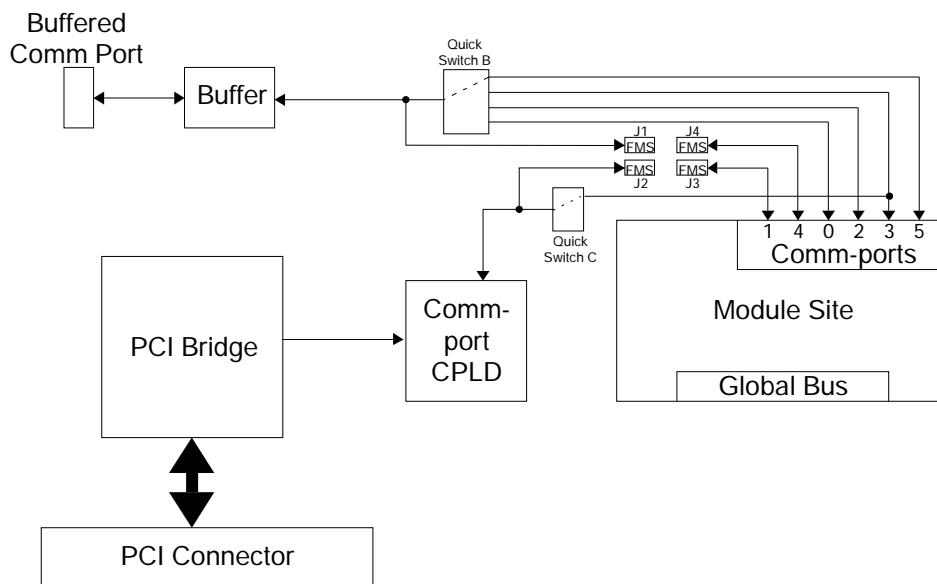 Buffered
Comm Port
Buffer
Quick
Switch B
J1
J4
FMS
FMS
FMS
FMS
J2
J3
Quick
Switch C
1 4 0 2 3 5
Comm-ports
Module Site
Global Bus
PCI Bridge
Comm-
port
CPLD
PCI Connector